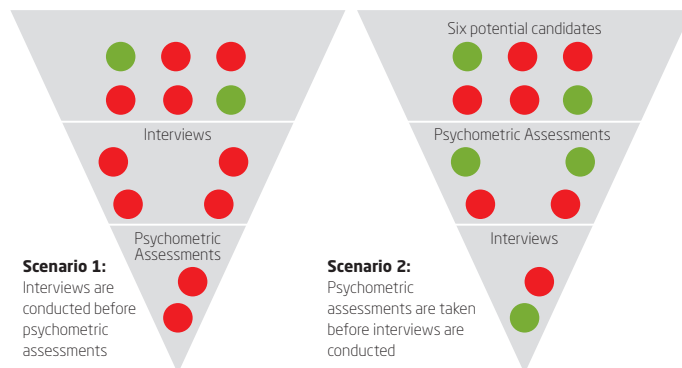 Six potential candidates
Interviews
Psychometric Assessments
Psychometric
Assessments
Interviews
Scenario 1:
Interviews are
conducted before
psychometric
assessments
Scenario 2:
Psychometric
assessments are taken
before interviews are
conducted